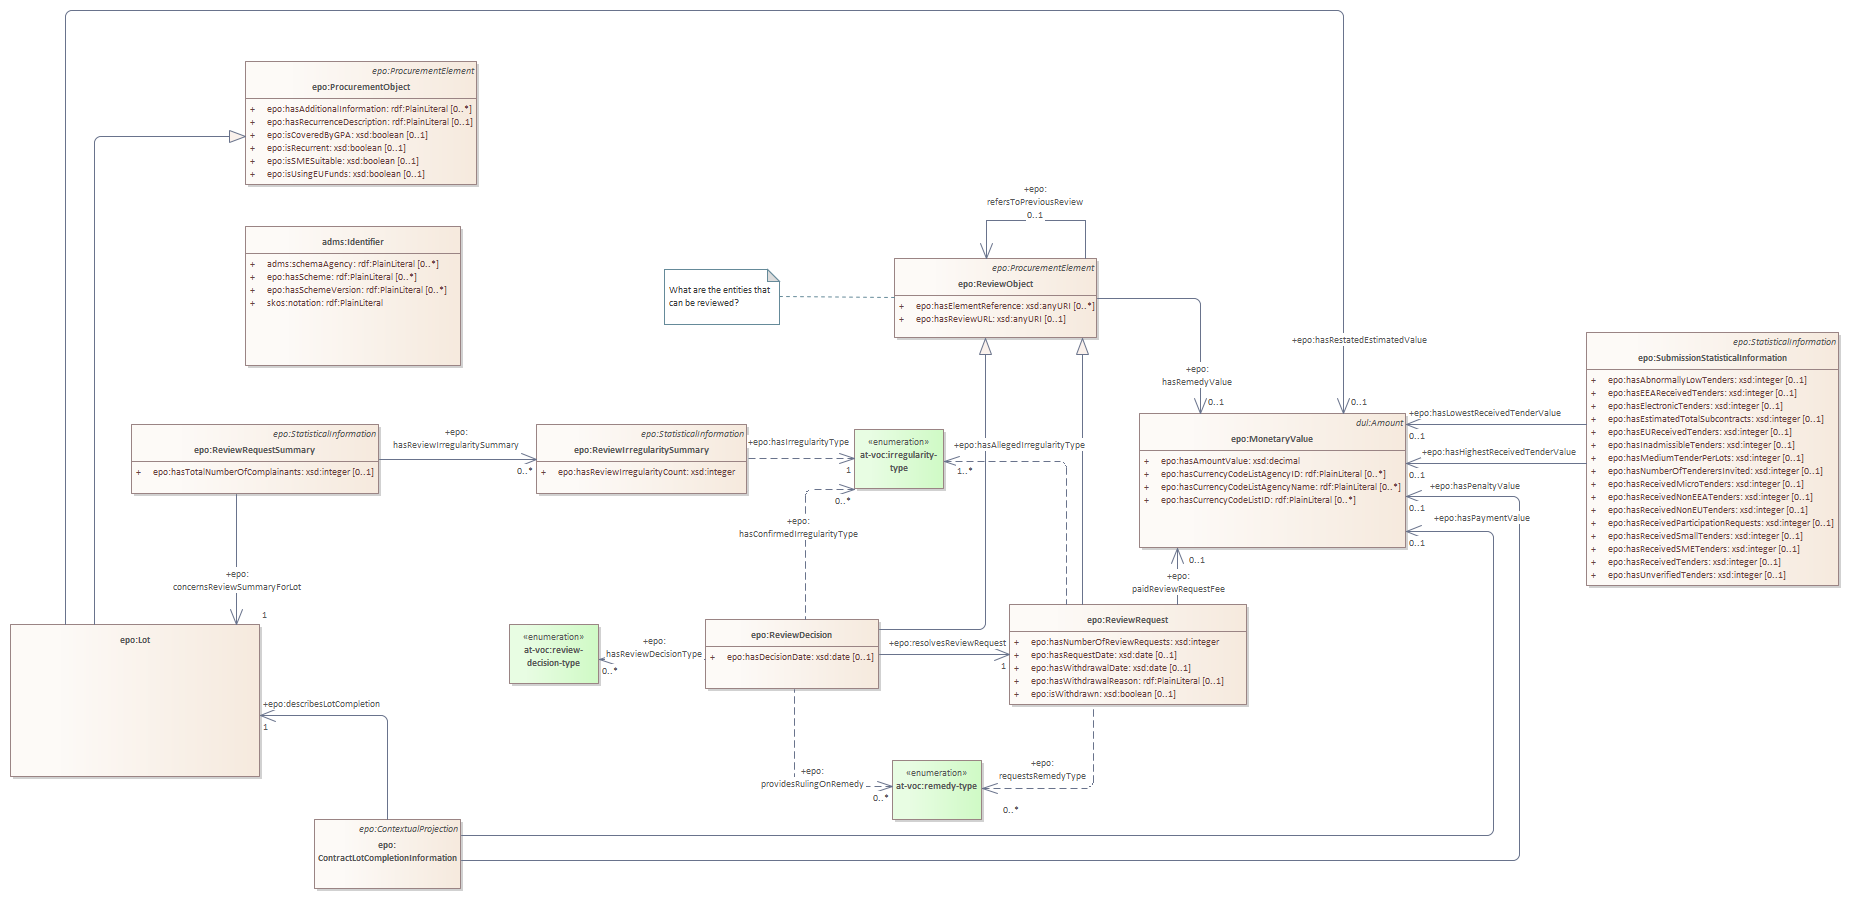 epo:ProcurementElement
epo:ProcurementObject
+ epo:hasAdditionalInformation: rdf:PlainLiteral [0..*]
+ epo:hasRecurrenceDescription: rdf:PlainLiteral [0..1]
+ epo:isCoveredByGPA: xsd:boolean [0..1]
+ epo:isRecurrent: xsd:boolean [0..1]
+ epo:isSMESuitable: xsd:boolean [0..1]
+ epo:isUsingEUFunds: xsd:boolean [0..1]
adms:Identifier
+ adms:schemaAgency: rdf:PlainLiteral [0..*]
+ epo:hasScheme: rdf:PlainLiteral [0..*]
+ epo:hasSchemeVersion: rdf:PlainLiteral [0..*]
+ skos:notation: rdf:PlainLiteral
+epo:
refersToPreviousReview
0..1
What are the entities that
can be reviewed?
epo:ProcurementElement
epo:ReviewObject
+ epo:hasElementReference: xsd:anyURI [0..*]
+ epo:hasReviewURL: xsd:anyURI [0..1]
+epo:
hasRemedyValue
0..1
+epo:hasRestatedEstimatedValue
0..1
epo:StatisticalInformation
epo:SubmissionStatisticalInformation
+ epo:hasAbnormallyLowTenders: xsd:integer [0..1]
+ epo:hasEEAReceivedTenders: xsd:integer [0..1]
+ epo:hasElectronicTenders: xsd:integer [0..1]
+ epo:hasEstimatedTotalSubcontracts: xsd:integer [0..1]
+ epo:hasEUReceivedTenders: xsd:integer [0..1]
+ epo:hasInadmissibleTenders: xsd:integer [0..1]
+ epo:hasMediumTenderPerLots: xsd:integer [0..1]
+ epo:hasNumberOfTenderersInvited: xsd:integer [0..1]
+ epo:hasReceivedMicroTenders: xsd:integer [0..1]
+ epo:hasReceivedNonEEATenders: xsd:integer [0..1]
+ epo:hasReceivedNonEUTenders: xsd:integer [0..1]
+ epo:hasReceivedParticipationRequests: xsd:integer [0..1]
+ epo:hasReceivedSmallTenders: xsd:integer [0..1]
+ epo:hasReceivedSMETenders: xsd:integer [0..1]
+ epo:hasReceivedTenders: xsd:integer [0..1]
+ epo:hasUnverifiedTenders: xsd:integer [0..1]
epo:StatisticalInformation
epo:ReviewRequestSummary
+ epo:hasTotalNumberOfComplainants: xsd:integer [0..1]
+epo:
hasReviewIrregularitySummary
0..*
epo:StatisticalInformation
epo:ReviewIrregularitySummary
+ epo:hasReviewIrregularityCount: xsd:integer
+epo:hasIrregularityType
1
«enumeration»
at-voc:irregularity-
type
+epo:hasAllegedIrregularityType
1..*
dul:Amount
epo:MonetaryValue
+ epo:hasAmountValue: xsd:decimal
+ epo:hasCurrencyCodeListAgencyID: rdf:PlainLiteral [0..*]
+ epo:hasCurrencyCodeListAgencyName: rdf:PlainLiteral [0..*]
+ epo:hasCurrencyCodeListID: rdf:PlainLiteral [0..*]
+epo:hasLowestReceivedTenderValue
0..1
+epo:hasHighestReceivedTenderValue
0..1
+epo:hasPenaltyValue
0..1
+epo:hasPaymentValue
0..1
0..*
+epo:
hasConfirmedIrregularityType
0..1
+epo:
paidReviewRequestFee
+epo:
concernsReviewSummaryForLot
1
epo:Lot
«enumeration»
at-voc:review-
decision-type
+epo:
hasReviewDecisionType
0..*
epo:ReviewDecision
+ epo:hasDecisionDate: xsd:date [0..1]
+epo:resolvesReviewRequest
1
epo:ReviewRequest
+ epo:hasNumberOfReviewRequests: xsd:integer
+ epo:hasRequestDate: xsd:date [0..1]
+ epo:hasWithdrawalDate: xsd:date [0..1]
+ epo:hasWithdrawalReason: rdf:PlainLiteral [0..1]
+ epo:isWithdrawn: xsd:boolean [0..1]
+epo:describesLotCompletion
1
+epo:
providesRulingOnRemedy
0..*
«enumeration»
at-voc:remedy-type
+epo:
requestsRemedyType
0..*
epo:ContextualProjection
epo:
ContractLotCompletionInformation